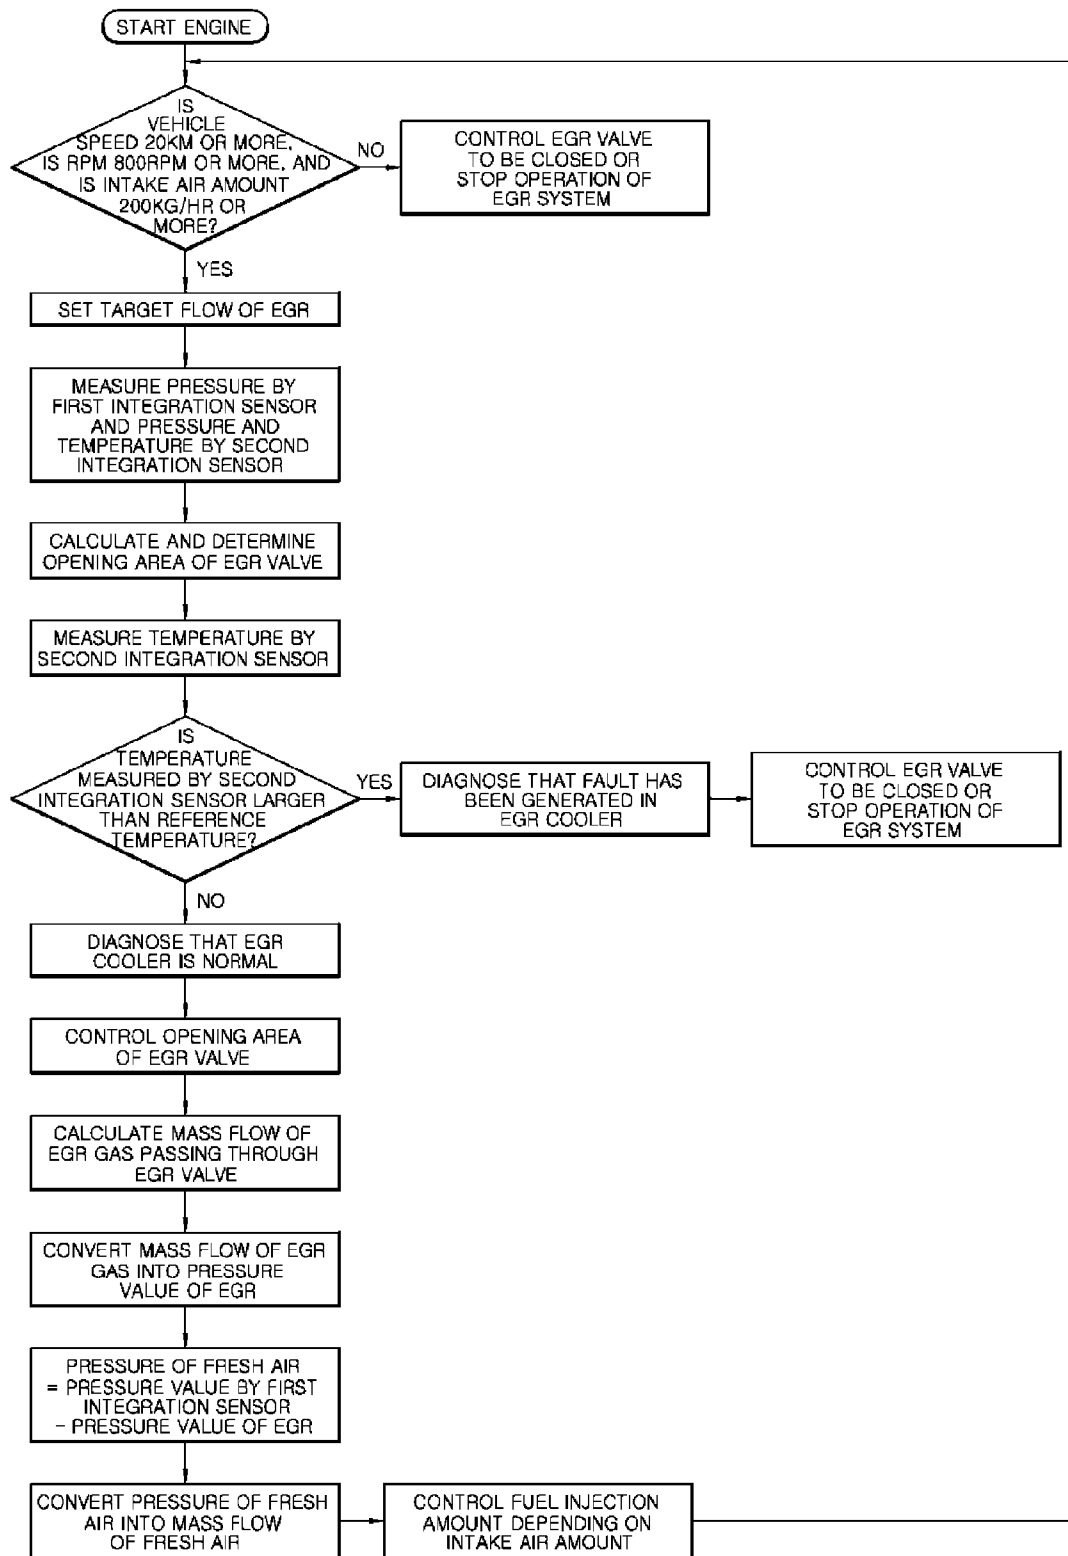 START ENGINE
IS
VEHICLE
SPEED 20KM OR MORE,
IS RPM 800RPM OR MORE, AND
IS INTAKE AIR AMOUNT
200KG/HR OR
MORE?
NO
CONTROL EGR VALVE
TO BE CLOSED OR
STOP OPERATION OF
EGR SYSTEM
YES
SET TARGET FLOW OF EGR
MEASURE PRESSURE BY
FIRST INTEGRATION SENSOR
AND PRESSURE AND
TEMPERATURE BY SECOND
INTEGRATION SENSOR
CALCULATE AND DETERMINE
OPENING AREA OF EGR VALVE
MEASURE TEMPERATURE BY
SECOND INTEGRATION SENSOR
IS
TEMPERATURE
MEASURED BY SECOND
INTEGRATION SENSOR LARGER
THAN REFERENCE
TEMPERATURE?
YES
DIAGNOSE THAT FAULT HAS
BEEN GENERATED IN
EGR COOLER
CONTROL EGR VALVE
TO BE CLOSED OR
STOP OPERATION OF
EGR SYSTEM
NO
DIAGNOSE THAT EGR
COOLER IS NORMAL
CONTROL OPENING AREA
OF EGR VALVE
CALCULATE MASS FLOW OF
EGR GAS PASSING THROUGH
EGR VALVE
CONVERT MASS FLOW OF EGR
GAS INTO PRESSURE
VALUE OF EGR
PRESSURE OF FRESH AIR
= PRESSURE VALUE BY FIRST
INTEGRATION SENSOR
− PRESSURE VALUE OF EGR
CONVERT PRESSURE OF FRESH
AIR INTO MASS FLOW
OF FRESH AIR
CONTROL FUEL INJECTION
AMOUNT DEPENDING ON
INTAKE AIR AMOUNT